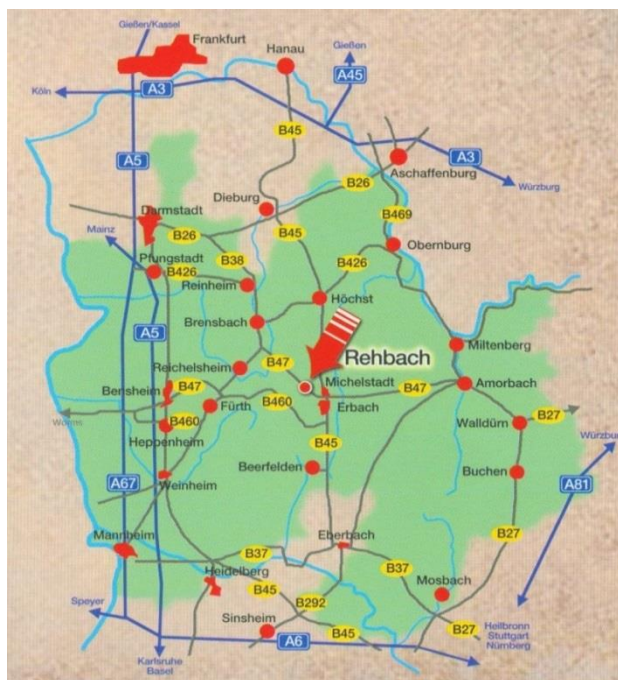 Gießen/Kassel
Frankfurt
Hanau
Gießen
A45
Köln
A3
B45
A5
A3
Aschaffenburg
Würzburg
B26
Dieburg
B469
Darmstadt
Mainz
B26
B45
Obernburg
B38
B426
Pfungstadt
B426
Reinheim
Höchst
Brensbach
A5
Rehbach
Miltenberg
Reichelsheim
B47
Michelstadt
B47
Amorbach
Bensheim
B47
Worms
Fürth
B460
Erbach
B460
Heppenheim
Walldürn
B27
B45
Würzburg
Beerfelden
Buchen
A67
Weinheim
A81
Mannheim
Eberbach
B27
B37
B37
Heidelberg
B45
Mosbach
B292
Speyer
Sinsheim
B45
B27
Heilbronn
Stuttgart
Nürnberg
A6
Karlsruhe
Basel